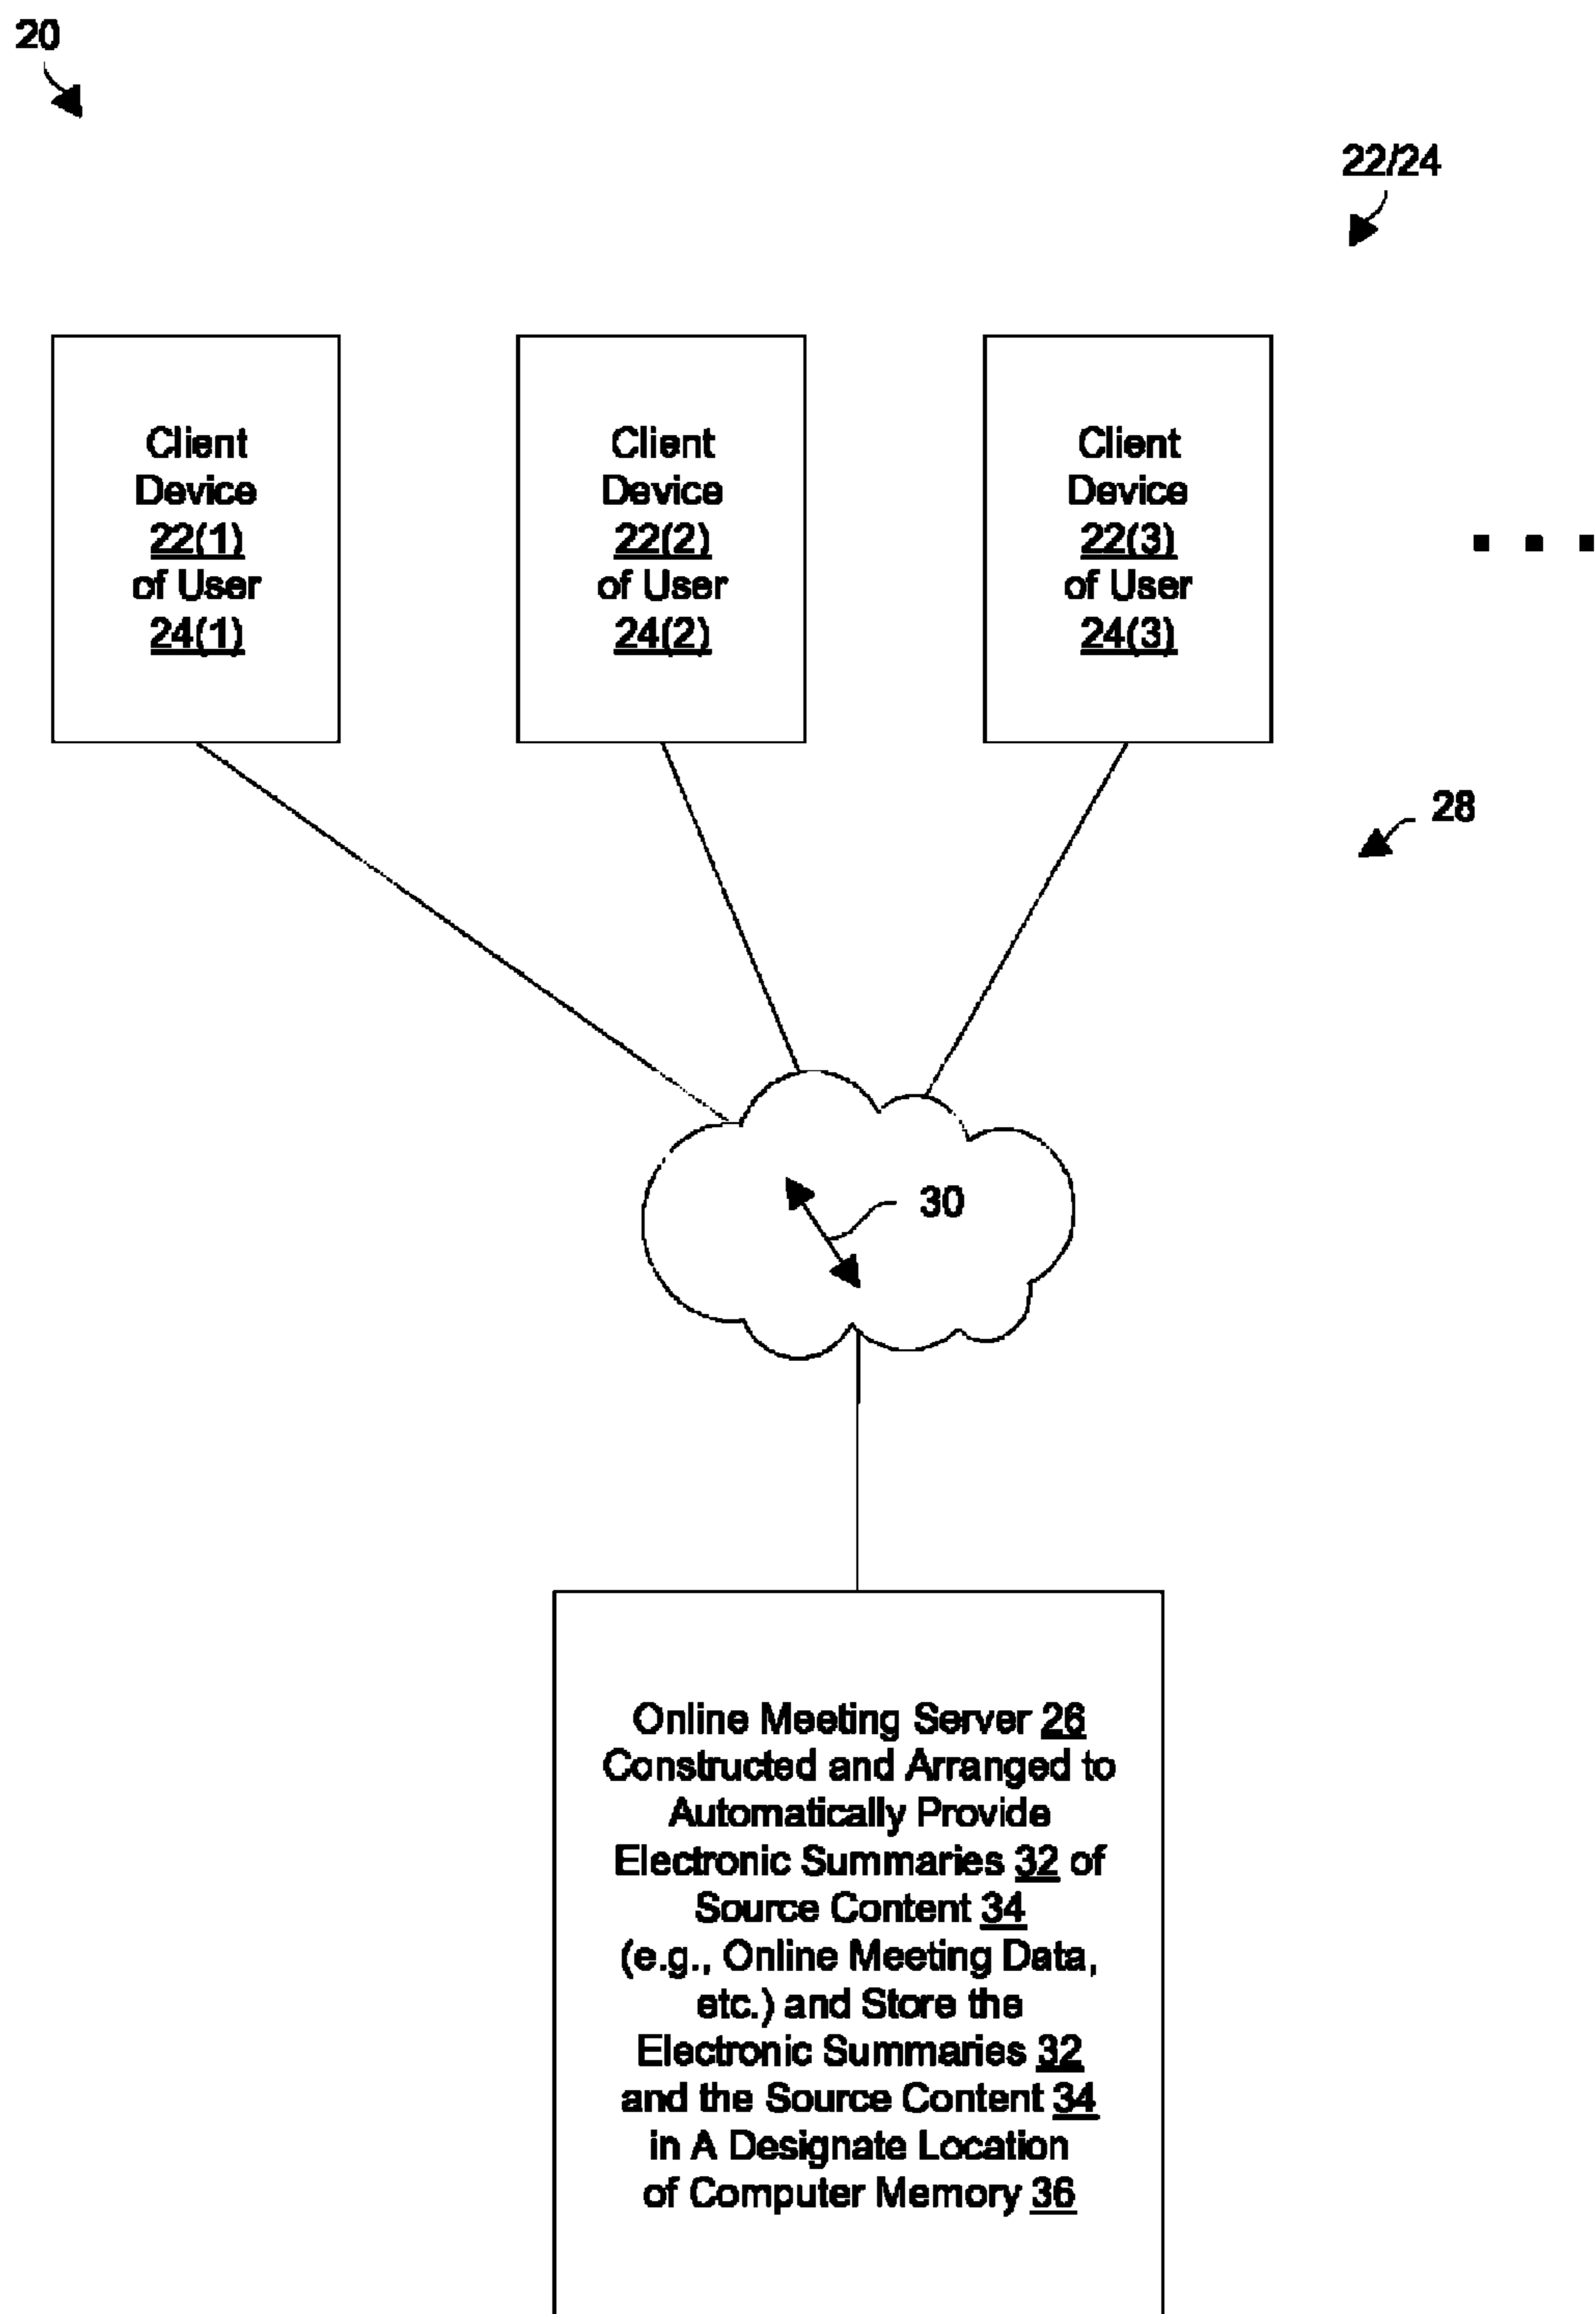 20
22/24
Client
Device
22(1)
of User
24(1)
Client
Device
22(2)
of User
24(2)
Client
Device
22(3)
of User
24(3)
. . .
28
30
Online Meeting Server 26
Constructed and Arranged to
Automatically Provide
Electronic Summaries 32 of
Source Content 34
(e.g., Online Meeting Data,
etc.) and Store the
Electronic Summaries 32
and the Source Content 34
in A Designate Location
of Computer Memory 36